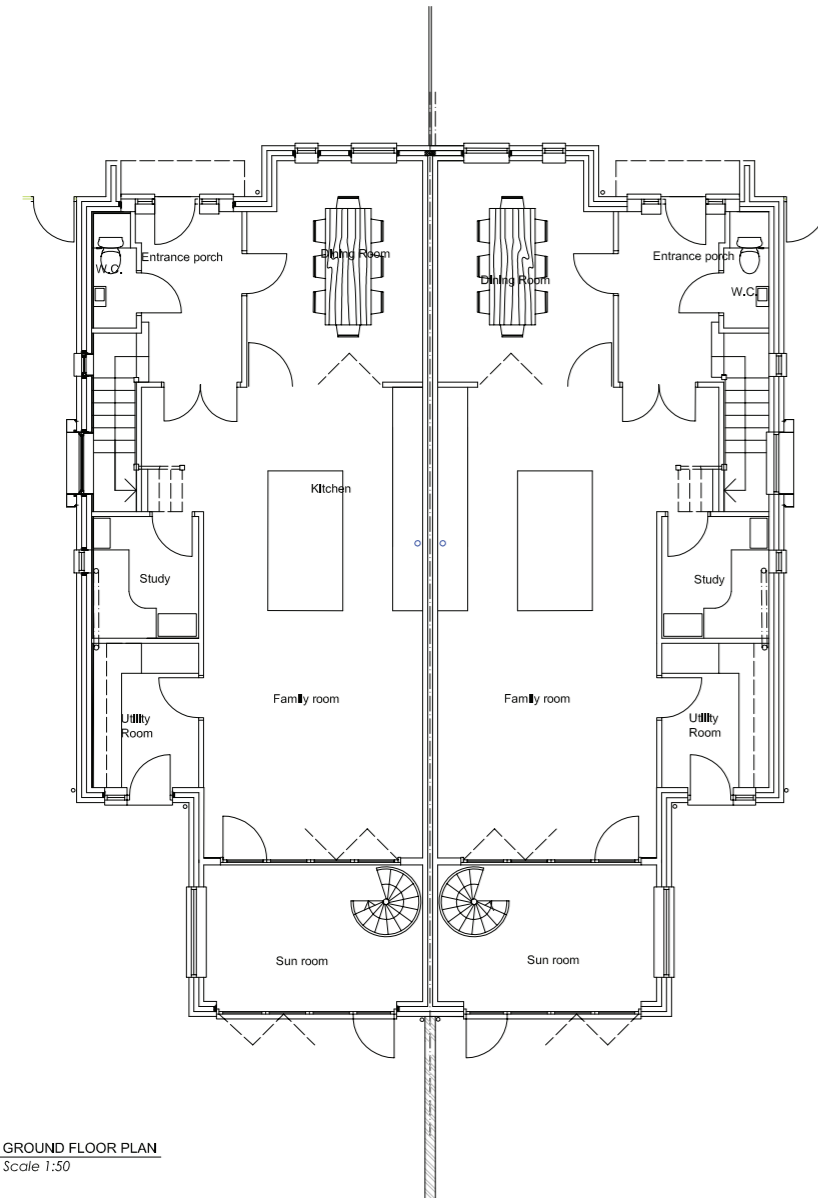 Dining Room
Entrance porch
Entrance porch
W.C.
Dining Room
W.C.
Kitchen
Study
Study
Family room
Family room
Utility
Room
Utility
Room
Sun room
Sun room
GROUND FLOOR PLAN
Scale 1:50